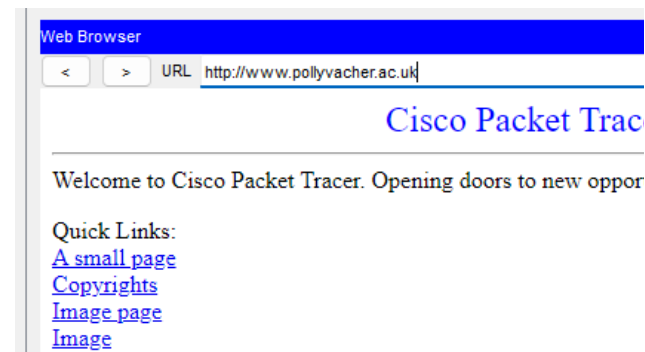 Web Browser
< > URL http://www.pollyvacher.ac.uk
Cisco Packet Trac
Welcome to Cisco Packet Tracer. Opening doors to new oppor
Quick Links:
A small page
Copyrights
Image page
Image